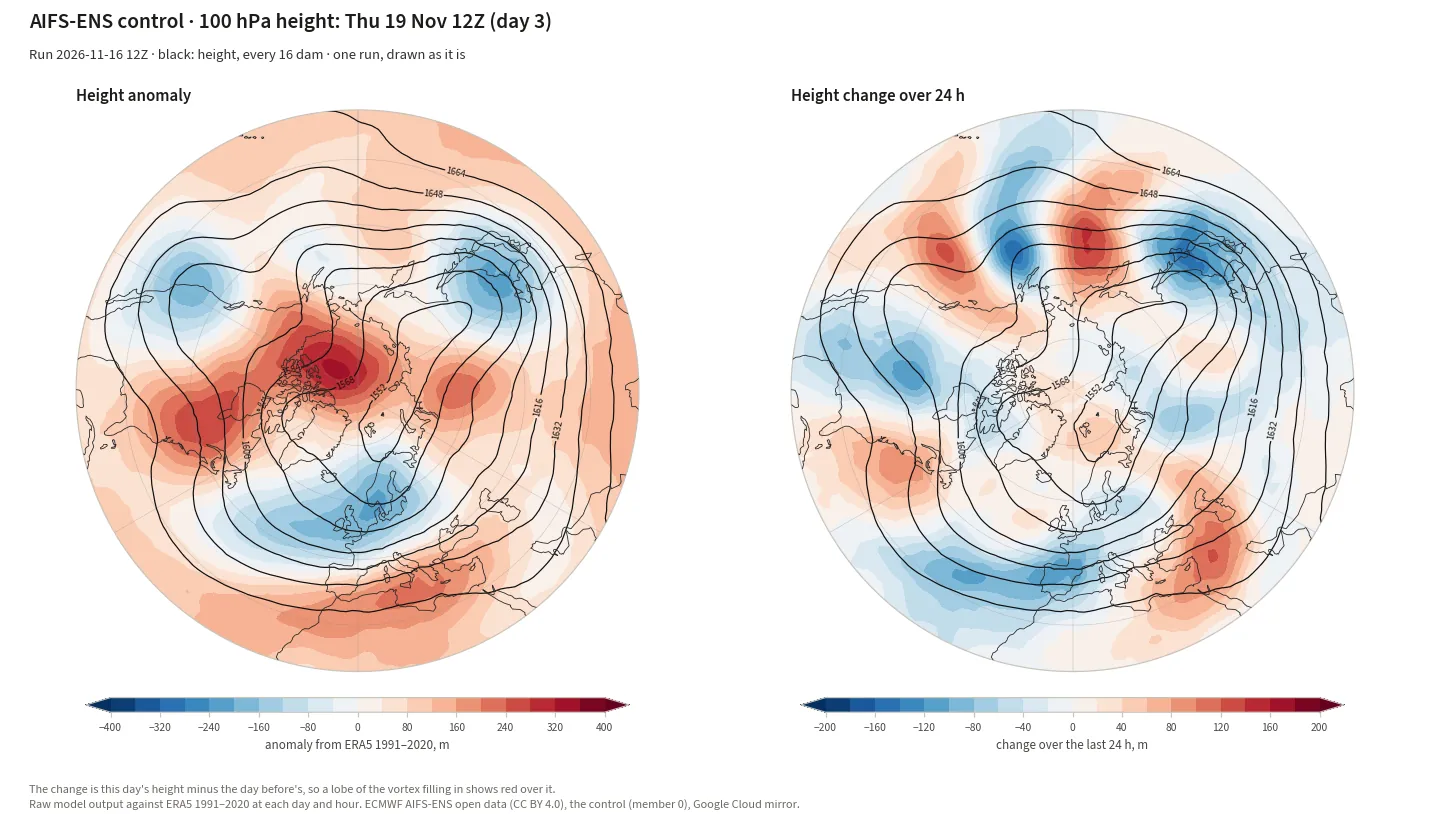 AIFS-ENS control · 100 hPa height: Thu 19 Nov 12Z (day 3)
Run 2026-11-16 12Z · black: height, every 16 dam · one run, drawn as it is
Height anomaly
Height change over 24 h
1664
1648
1568
1552
1600
1616
1632
1664
1648
1568
1552
1600
1616
1632
−400 −320 −240 −160 −80 0 80 160 240 320 400
anomaly from ERA5 1991–2020, m
−200 −160 −120 −80 −40 0 40 80 120 160 200
change over the last 24 h, m
The change is this day's height minus the day before's, so a lobe of the vortex filling in shows red over it.
Raw model output against ERA5 1991–2020 at each day and hour. ECMWF AIFS-ENS open data (CC BY 4.0), the control (member 0), Google Cloud mirror.